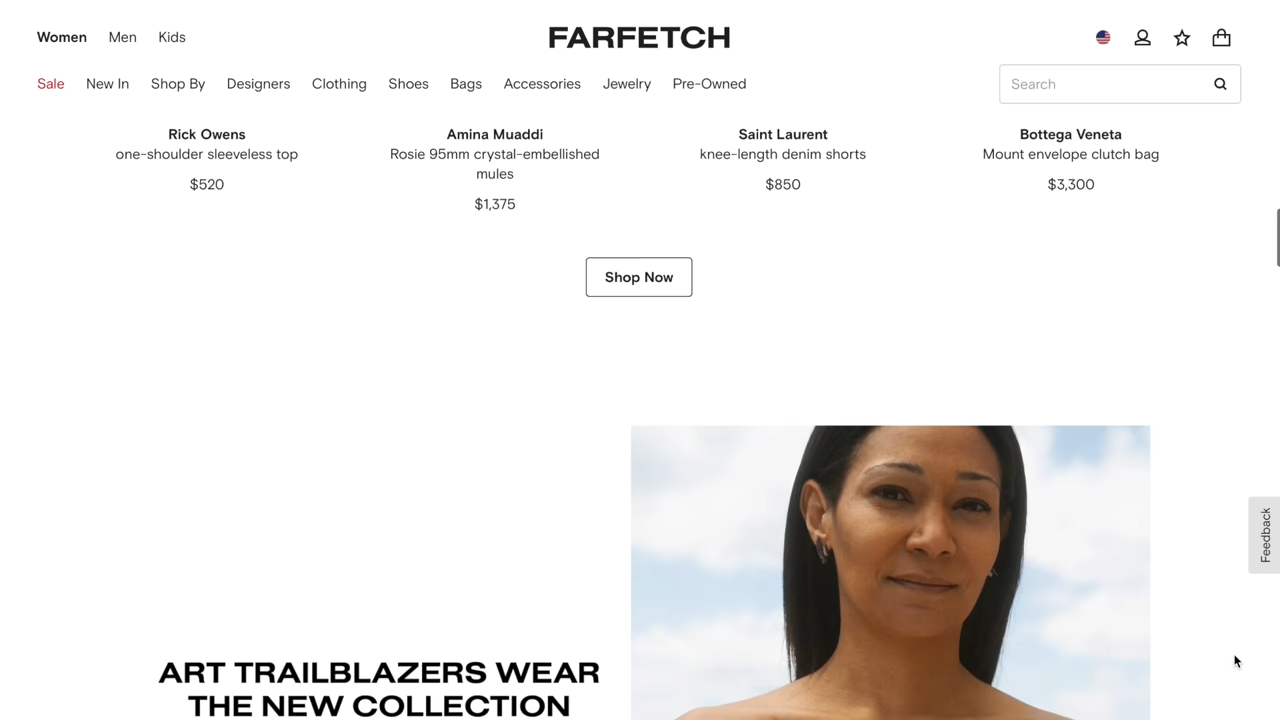 Women Men Kids
FARFETCH
Sale New In Shop By Designers Clothing Shoes Bags Accessories Jewelry Pre-Owned
Search
Rick Owens
one-shoulder sleeveless top
$520
Amina Muaddi
Rosie 95mm crystal-embellished
mules
$1,375
Saint Laurent
knee-length denim shorts
$850
Bottega Veneta
Mount envelope clutch bag
$3,300
Shop Now
Feedback
ART TRAILBLAZERS WEAR
THE NEW COLLECTION